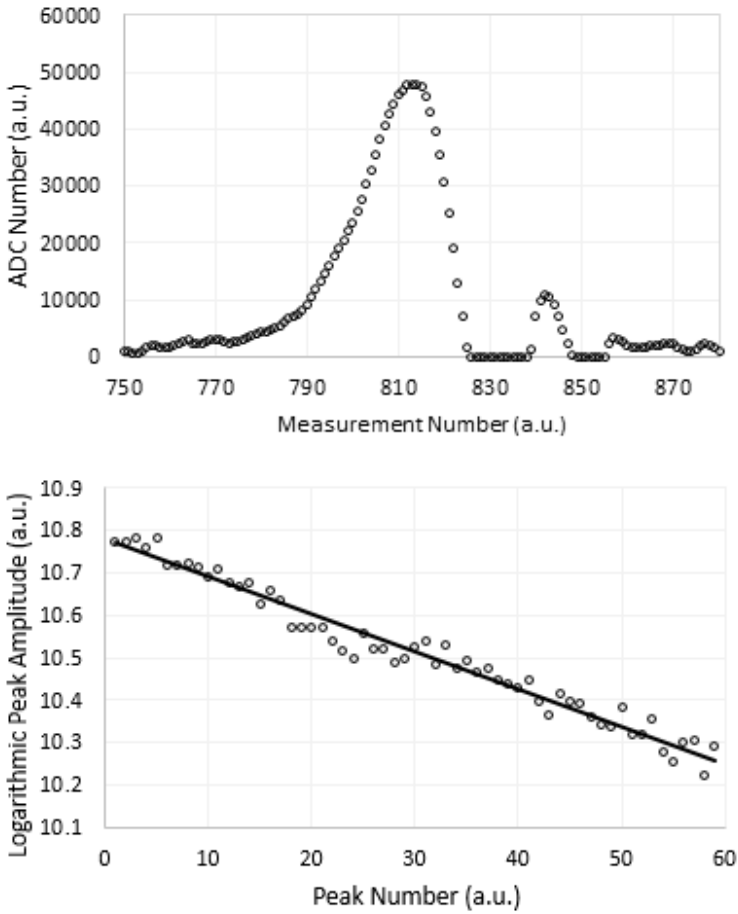 60000
50000
40000
30000
20000
10000
0
ADC Number (a.u.)
750 770 790 810 830 850 870
Measurement Number (a.u.)
10.9
10.8
10.7
10.6
10.5
10.4
10.3
10.2
10.1
Logarithmic Peak Amplitude (a.u.)
0 10 20 30 40 50 60
Peak Number (a.u.)